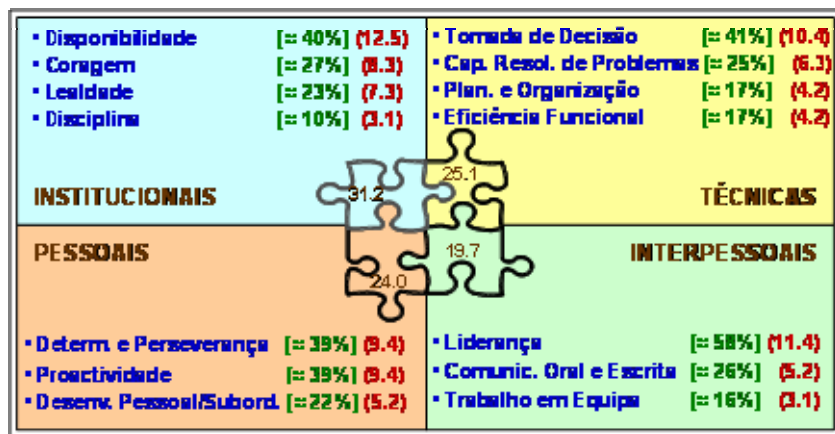 • Disponibilidade [= 40%] (12.5)
• Coragem [= 27%] (8.3)
• Lealdade [= 23%] (7.3)
• Disciplina [= 10%] (3.1)
INSTITUCIONAIS
31.2
• Tomada de Decisão [= 41%] (10.4)
• Cap. Resol. de Problemas [= 25%] (6.3)
• Plan. e Organização [= 17%] (4.2)
• Eficiência Funcional [= 17%] (4.2)
25.1
TÉCNICAS
PESSOAIS
24.0
• Determ. e Perseverança [= 39%] (9.4)
• Proactividade [= 39%] (9.4)
• Desenv. Pessoal/Subord. [= 22%] (5.2)
19.7
INTERPESSOAIS
• Liderança [= 58%] (11.4)
• Comunic. Oral e Escrita [= 26%] (5.2)
• Trabalho em Equipa [= 16%] (3.1)